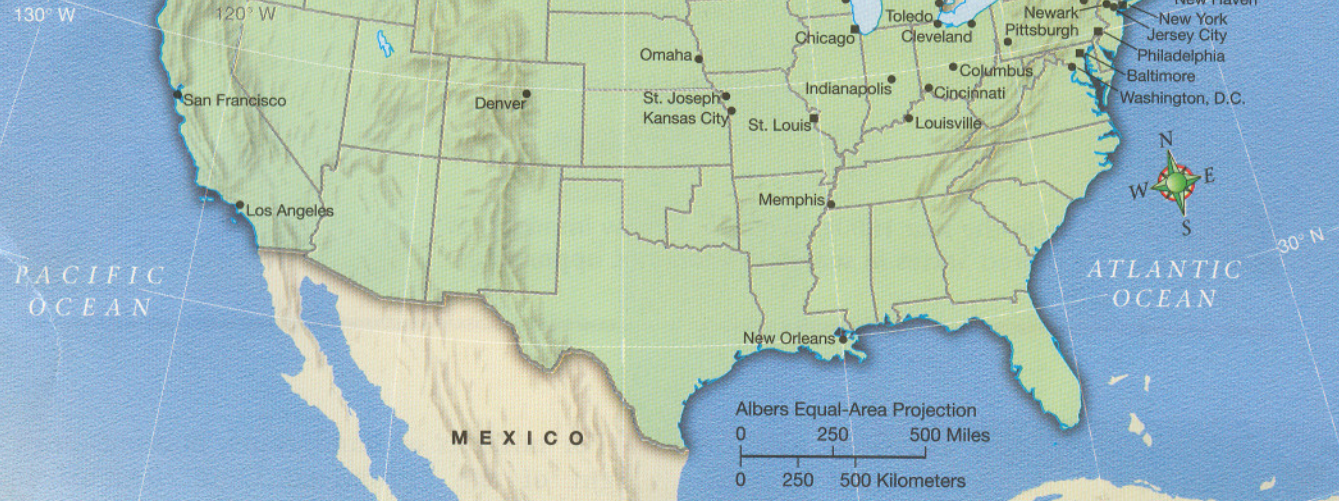 130° W
120° W
New Haven
Newark
New York
Toledo
Pittsburgh
Jersey City
Chicago
Cleveland
Philadelphia
Omaha
Columbus
Baltimore
Indianapolis
Cincinnati
Washington, D.C.
San Francisco
Denver
St. Joseph
Kansas City
St. Louis
Louisville
N
W
E
S
Memphis
Los Angeles
30° N
PACIFIC
OCEAN
ATLANTIC
OCEAN
New Orleans
MEXICO
Albers Equal-Area Projection
0 250 500 Miles
0 250 500 Kilometers